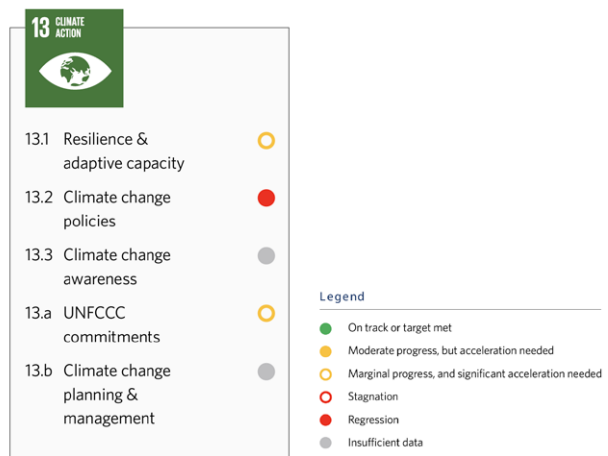 13 CLIMATE
ACTION
13.1 Resilience &
adaptive capacity
13.2 Climate change
policies
13.3 Climate change
awareness
13.a UNFCCC
commitments
13.b Climate change
planning &
management
Legend
On track or target met
Moderate progress, but acceleration needed
Marginal progress, and significant acceleration needed
Stagnation
Regression
Insufficient data